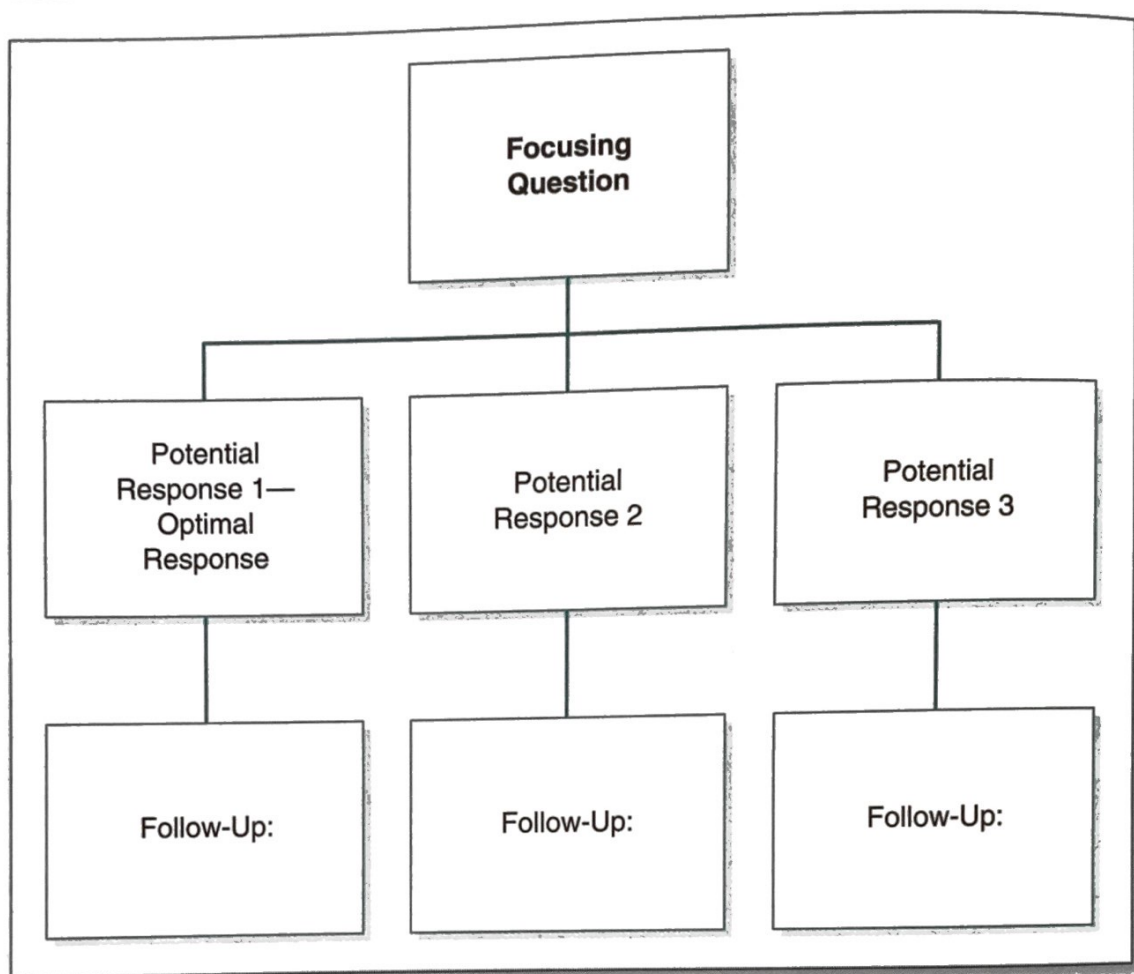 Focusing
Question
Potential
Response 1—
Optimal
Response
Potential
Response 2
Potential
Response 3
Follow-Up:
Follow-Up:
Follow-Up: